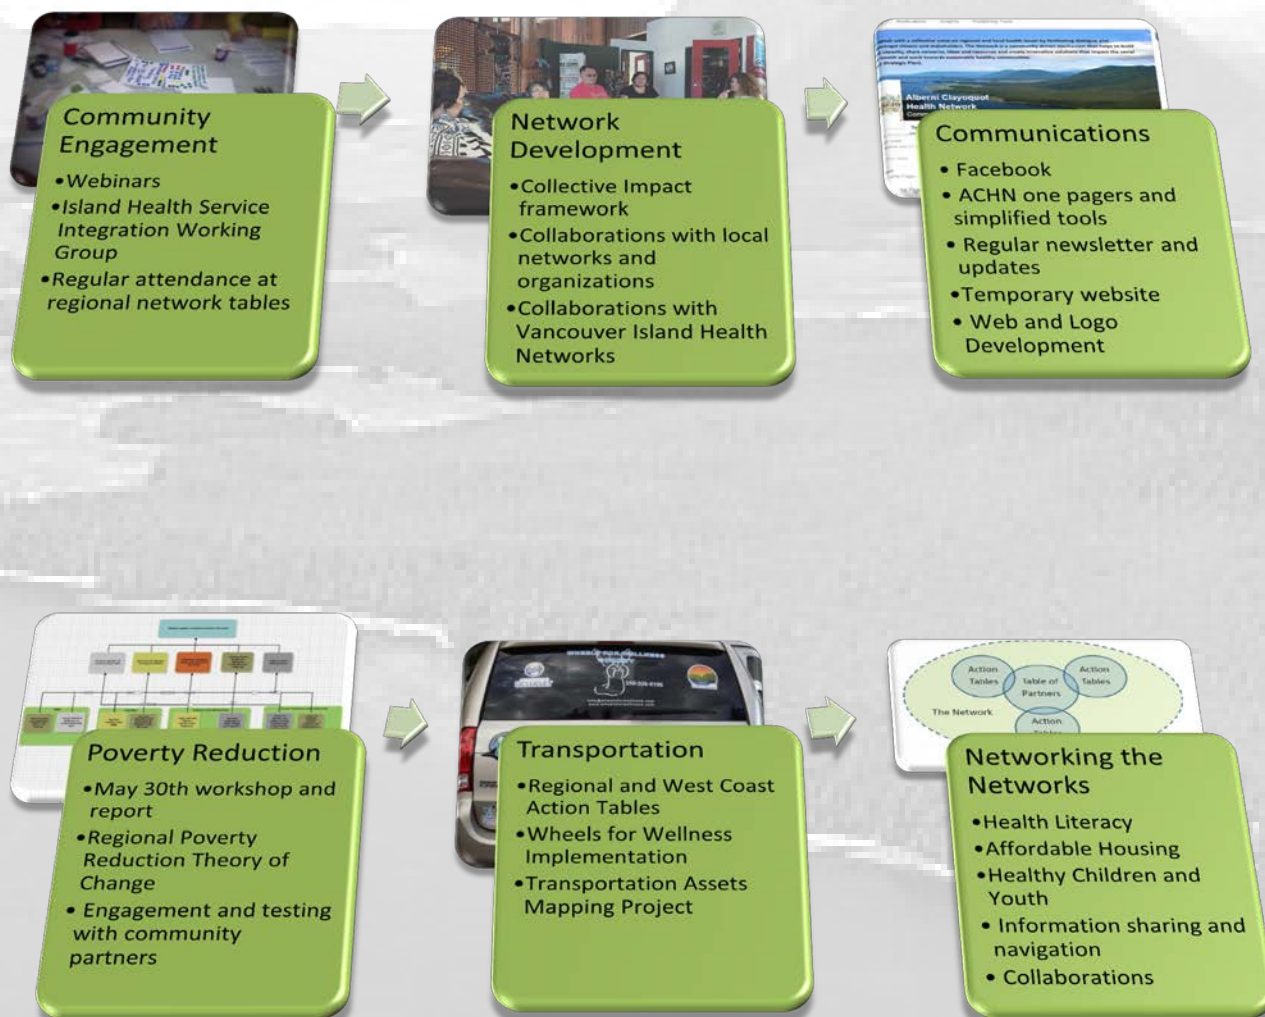 Community
Engagement
•Webinars
•Island Health Service
Integration Working
Group
•Regular attendance at
regional network tables
Network
Development
•Collective Impact
framework
•Collaborations with local
networks and
organizations
•Collaborations with
Vancouver Island Health
Networks
Alberni Clayoquot
Health Network
Communications
• Facebook
• ACHN one pagers and
simplified tools
• Regular newsletter and
updates
•Temporary website
• Web and Logo
Development
Poverty Reduction
•May 30th workshop and
report
•Regional Poverty
Reduction Theory of
Change
• Engagement and testing
with community
partners
WHEELS FOR WELLNESS
Transportation
•Regional and West Coast
Action Tables
•Wheels for Wellness
Implementation
•Transportation Assets
Mapping Project
Action
Tables
Table of
Partners
Action
Tables
The Network
Action
Tables
Networking the
Networks
•Health Literacy
•Affordable Housing
•Healthy Children and
Youth
• Information sharing and
navigation
• Collaborations